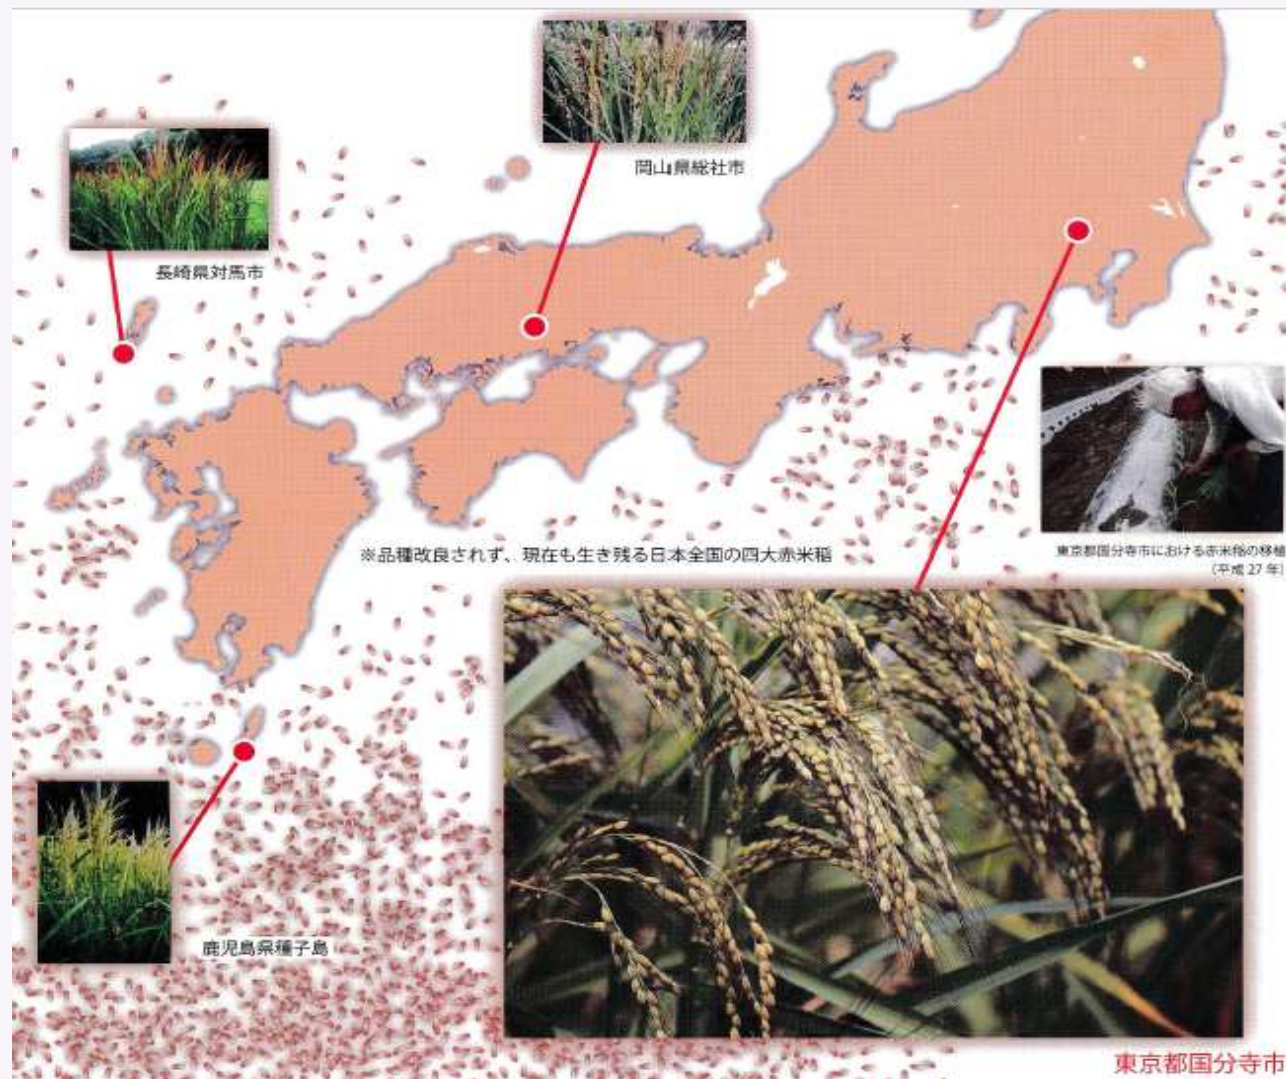 岡山県総社市
長崎県対馬市
※品種改良されず、現在も生き残る日本全国の四大赤米稲
東京都国分寺市における赤米稲の移植
（平成 27 年）
鹿児島県種子島
東京都国分寺市